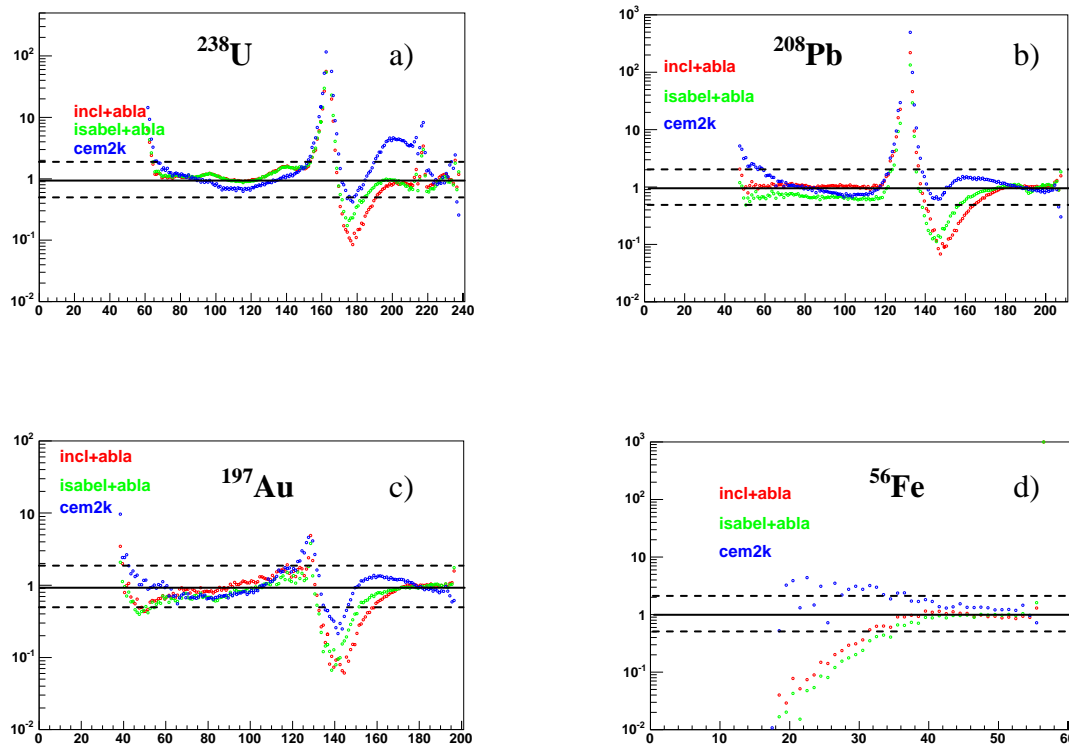 ²³⁸U a)
incl+abla
isabel+abla
cem2k
10²
10
1
10⁻¹
10⁻²
0 20 40 60 80 100 120 140 160 180 200 220 240
²⁰⁸Pb b)
incl+abla
isabel+abla
cem2k
10³
10²
10
1
10⁻¹
10⁻²
0 20 40 60 80 100 120 140 160 180 200
¹⁹⁷Au c)
incl+abla
isabel+abla
cem2k
10²
10
1
10⁻¹
10⁻²
0 20 40 60 80 100 120 140 160 180 200
⁵⁶Fe d)
incl+abla
isabel+abla
cem2k
10³
10²
10
1
10⁻¹
10⁻²
0 10 20 30 40 50 60